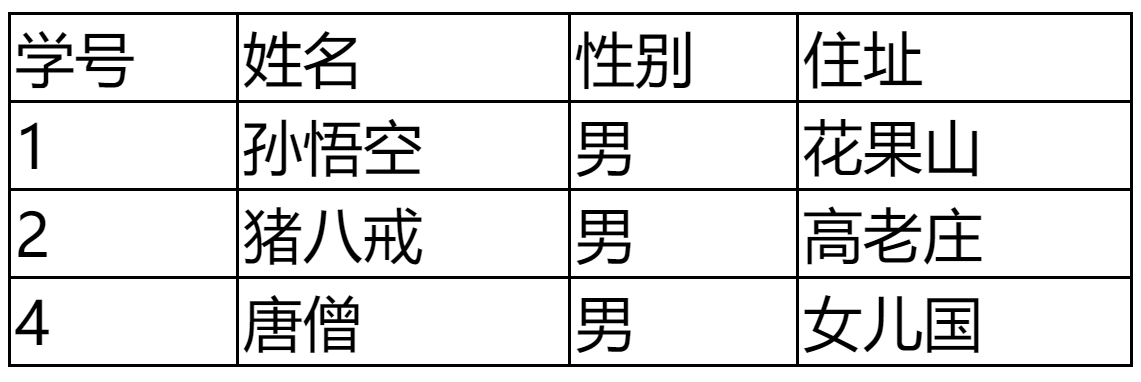 学号 姓名 性别 住址
1 孙悟空 男 花果山
2 猪八戒 男 高老庄
4 唐僧 男 女儿国